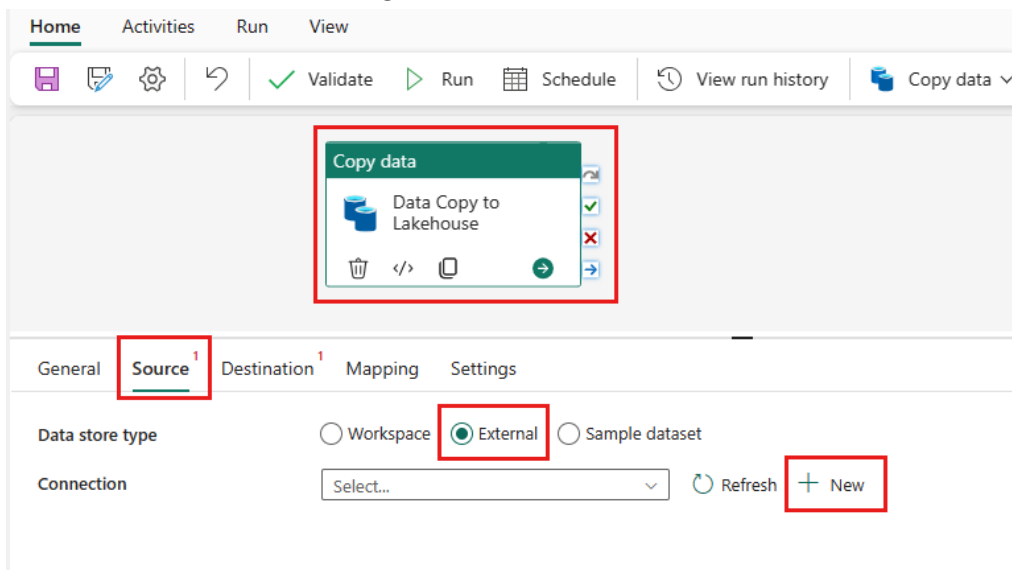 Home Activities Run View
Validate Run Schedule View run history Copy data
Copy data
Data Copy to
Lakehouse
</>
General Source 1 Destination 1 Mapping Settings
Data store type Workspace External Sample dataset
Connection Select... Refresh + New